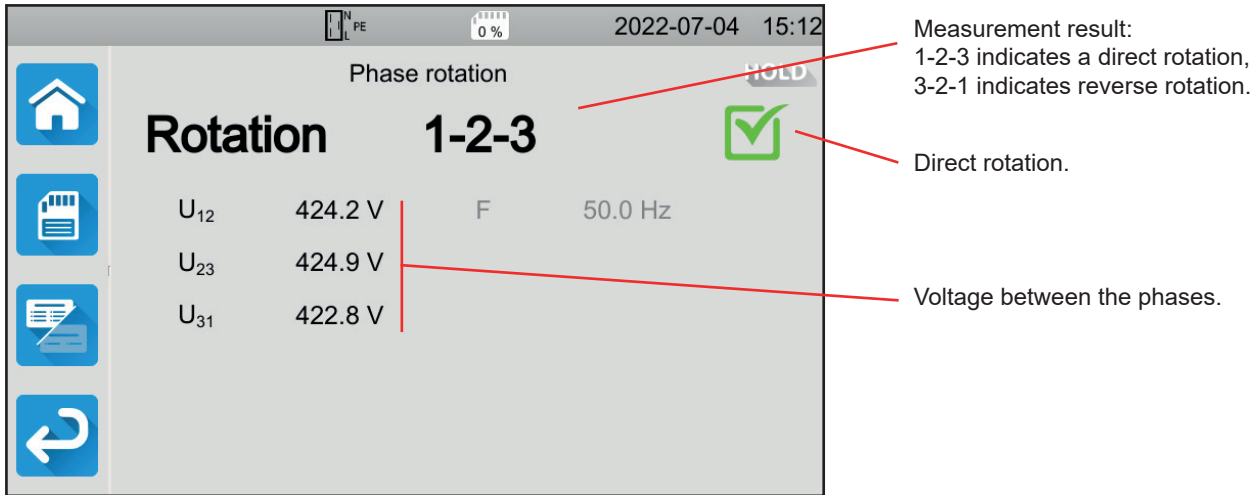 N
L PE
0 %
2022-07-04 15:12
Phase rotation
HOLD
Rotation 1-2-3
U12 424.2 V F 50.0 Hz
U23 424.9 V
U31 422.8 V
Measurement result:
1-2-3 indicates a direct rotation,
3-2-1 indicates reverse rotation.
Direct rotation.
Voltage between the phases.